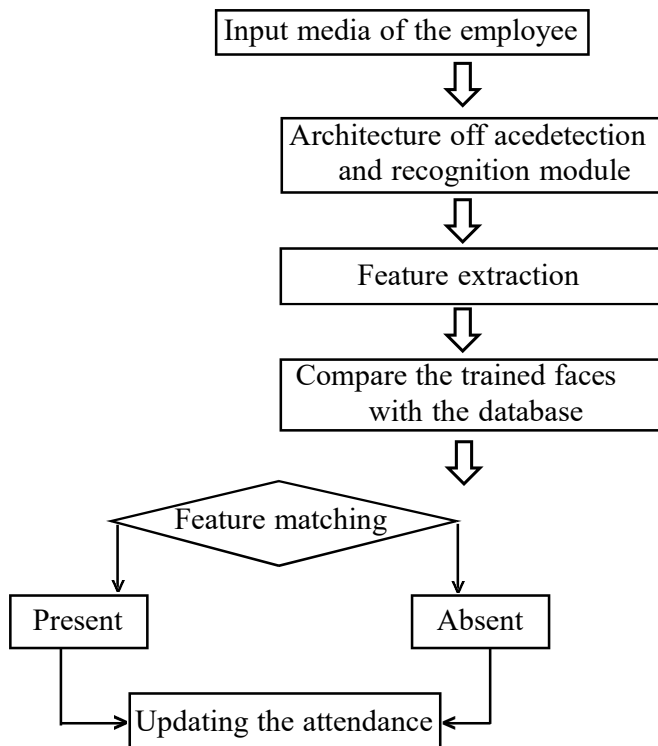 Input media of the employee
Architecture off acedetection
and recognition module
Feature extraction
Compare the trained faces
with the database
Feature matching
Present
Absent
Updating the attendance